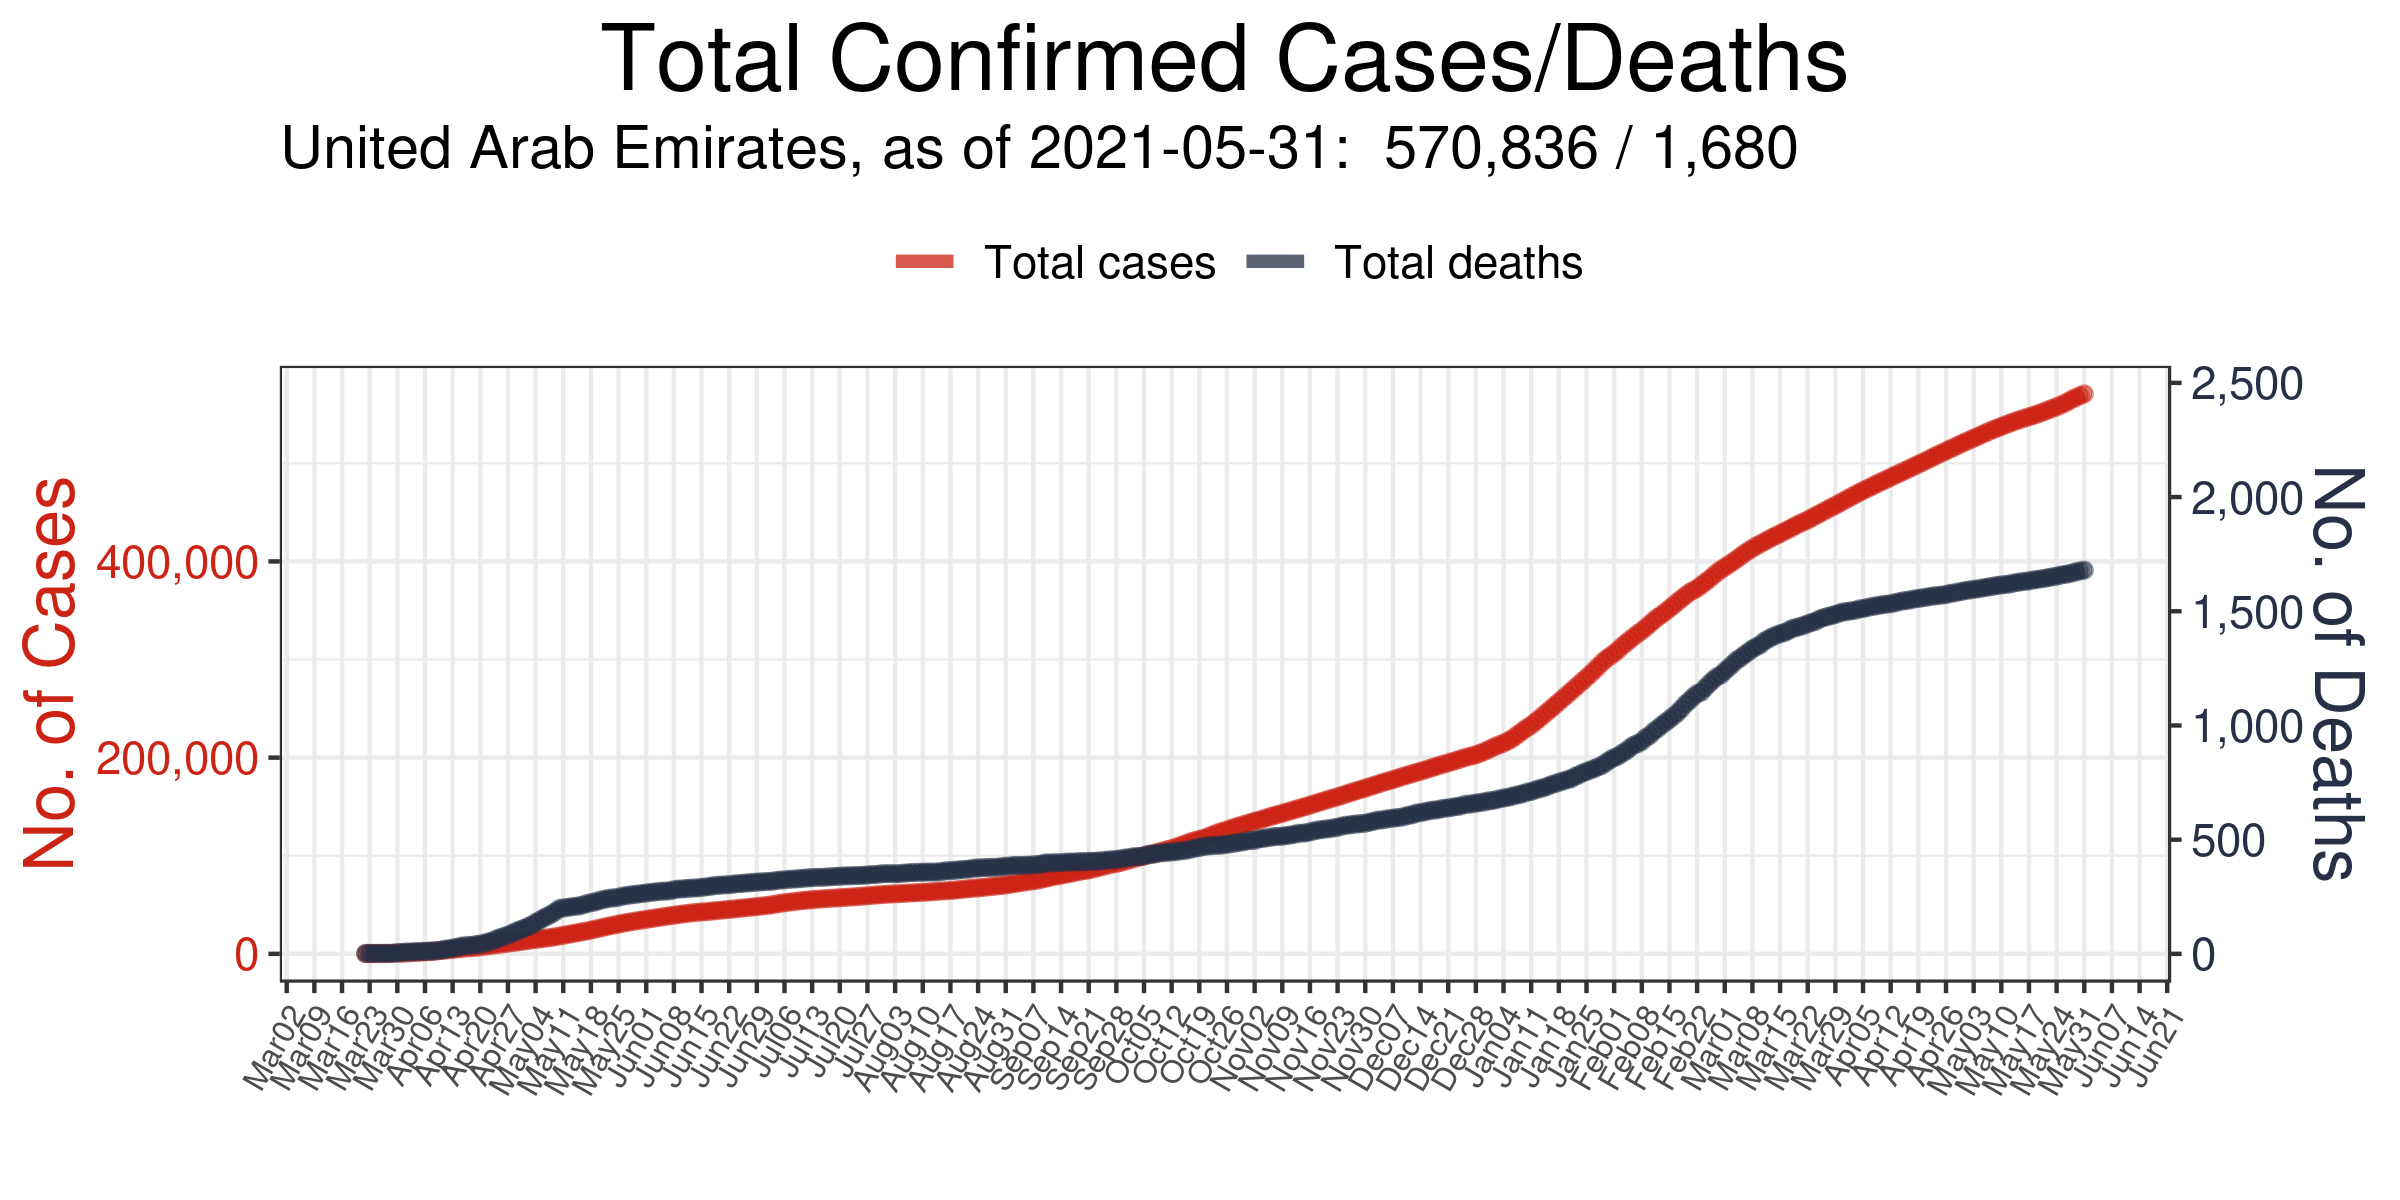 Total Confirmed Cases/Deaths
United Arab Emirates, as of 2021-05-31:  570,836 / 1,680
Total cases
Total deaths
No. of Cases
400,000
200,000
0
2,500
2,000
1,500
1,000
500
0
No. of Deaths
Mar02
Mar09
Mar16
Mar23
Mar30
Apr06
Apr13
Apr20
Apr27
May04
May11
May18
May25
Jun01
Jun08
Jun15
Jun22
Jun29
Jul06
Jul13
Jul20
Jul27
Aug03
Aug10
Aug17
Aug24
Aug31
Sep07
Sep14
Sep21
Sep28
Oct05
Oct12
Oct19
Oct26
Nov02
Nov09
Nov16
Nov23
Nov30
Dec07
Dec14
Dec21
Dec28
Jan04
Jan11
Jan18
Jan25
Feb01
Feb08
Feb15
Feb22
Mar01
Mar08
Mar15
Mar22
Mar29
Apr05
Apr12
Apr19
Apr26
May03
May10
May17
May24
May31
Jun07
Jun14
Jun21